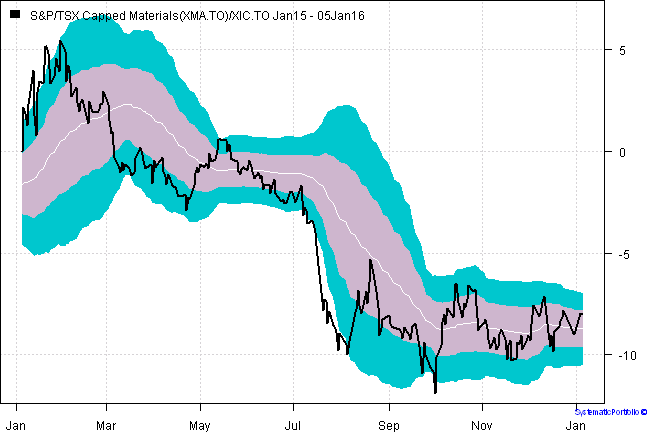 S&P/TSX Capped Materials(XMA.TO)/XIC.TO Jan15 - 05Jan16
5
0
-5
-10
Jan Mar May Jul Sep Nov Jan
SystematicPortfolio ©